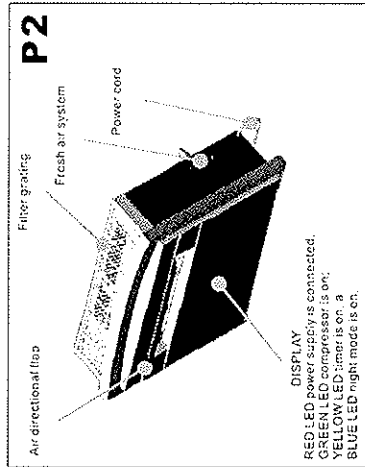 P2
Filter grating
Fresh air system
Power cord
Air directional flap
DISPLAY
RED LED power supply is connected,
GREEN LED compressor is on;
YELLOW LED timer is on, a
BLUE LED night mode is on.